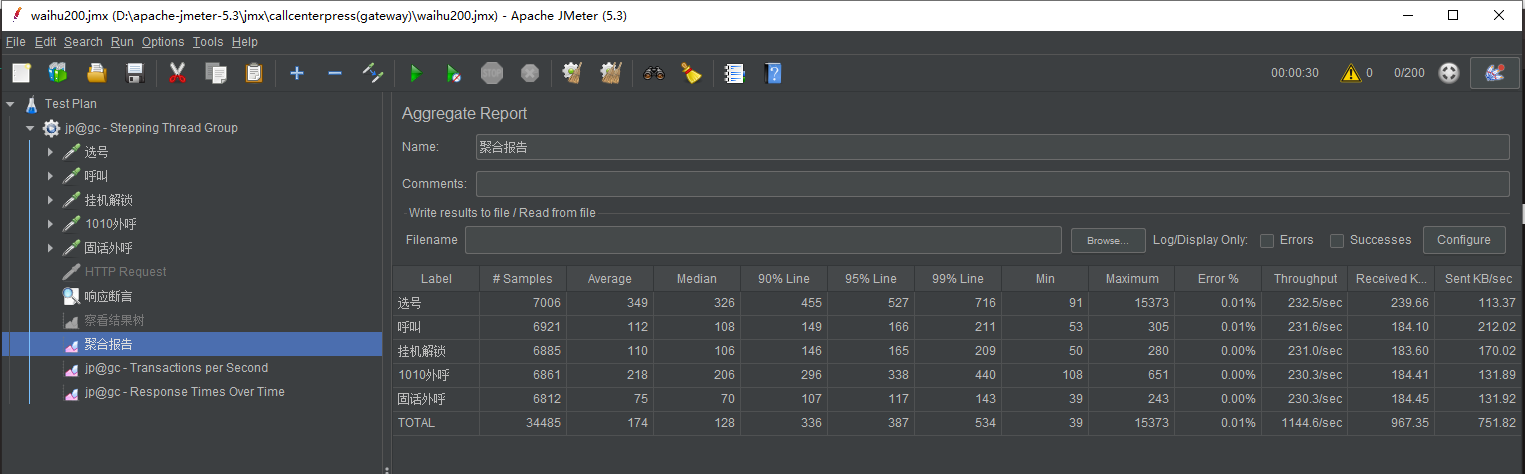 waihu200.jmx (D:\apache-jmeter-5.3\jmx\callcenterpress(gateway)\waihu200.jmx) - Apache JMeter (5.3)
File Edit Search Run Options Tools Help
STOP 00:00:30 0 0/200
Test Plan
jp@gc - Stepping Thread Group
选号
呼叫
挂机解锁
1010外呼
固话外呼
HTTP Request
响应断言
察看结果树
聚合报告
jp@gc - Transactions per Second
jp@gc - Response Times Over Time
Aggregate Report
Name: 聚合报告
Comments:
Write results to file / Read from file
Filename Browse... Log/Display Only: Errors Successes Configure
Label # Samples Average Median 90% Line 95% Line 99% Line Min Maximum Error % Throughput Received K... Sent KB/sec
选号 7006 349 326 455 527 716 91 15373 0.01% 232.5/sec 239.66 113.37
呼叫 6921 112 108 149 166 211 53 305 0.01% 231.6/sec 184.10 212.02
挂机解锁 6885 110 106 146 165 209 50 280 0.00% 231.0/sec 183.60 170.02
1010外呼 6861 218 206 296 338 440 108 651 0.00% 230.3/sec 184.41 131.89
固话外呼 6812 75 70 107 117 143 39 243 0.00% 230.3/sec 184.45 131.92
TOTAL 34485 174 128 336 387 534 39 15373 0.01% 1144.6/sec 967.35 751.82